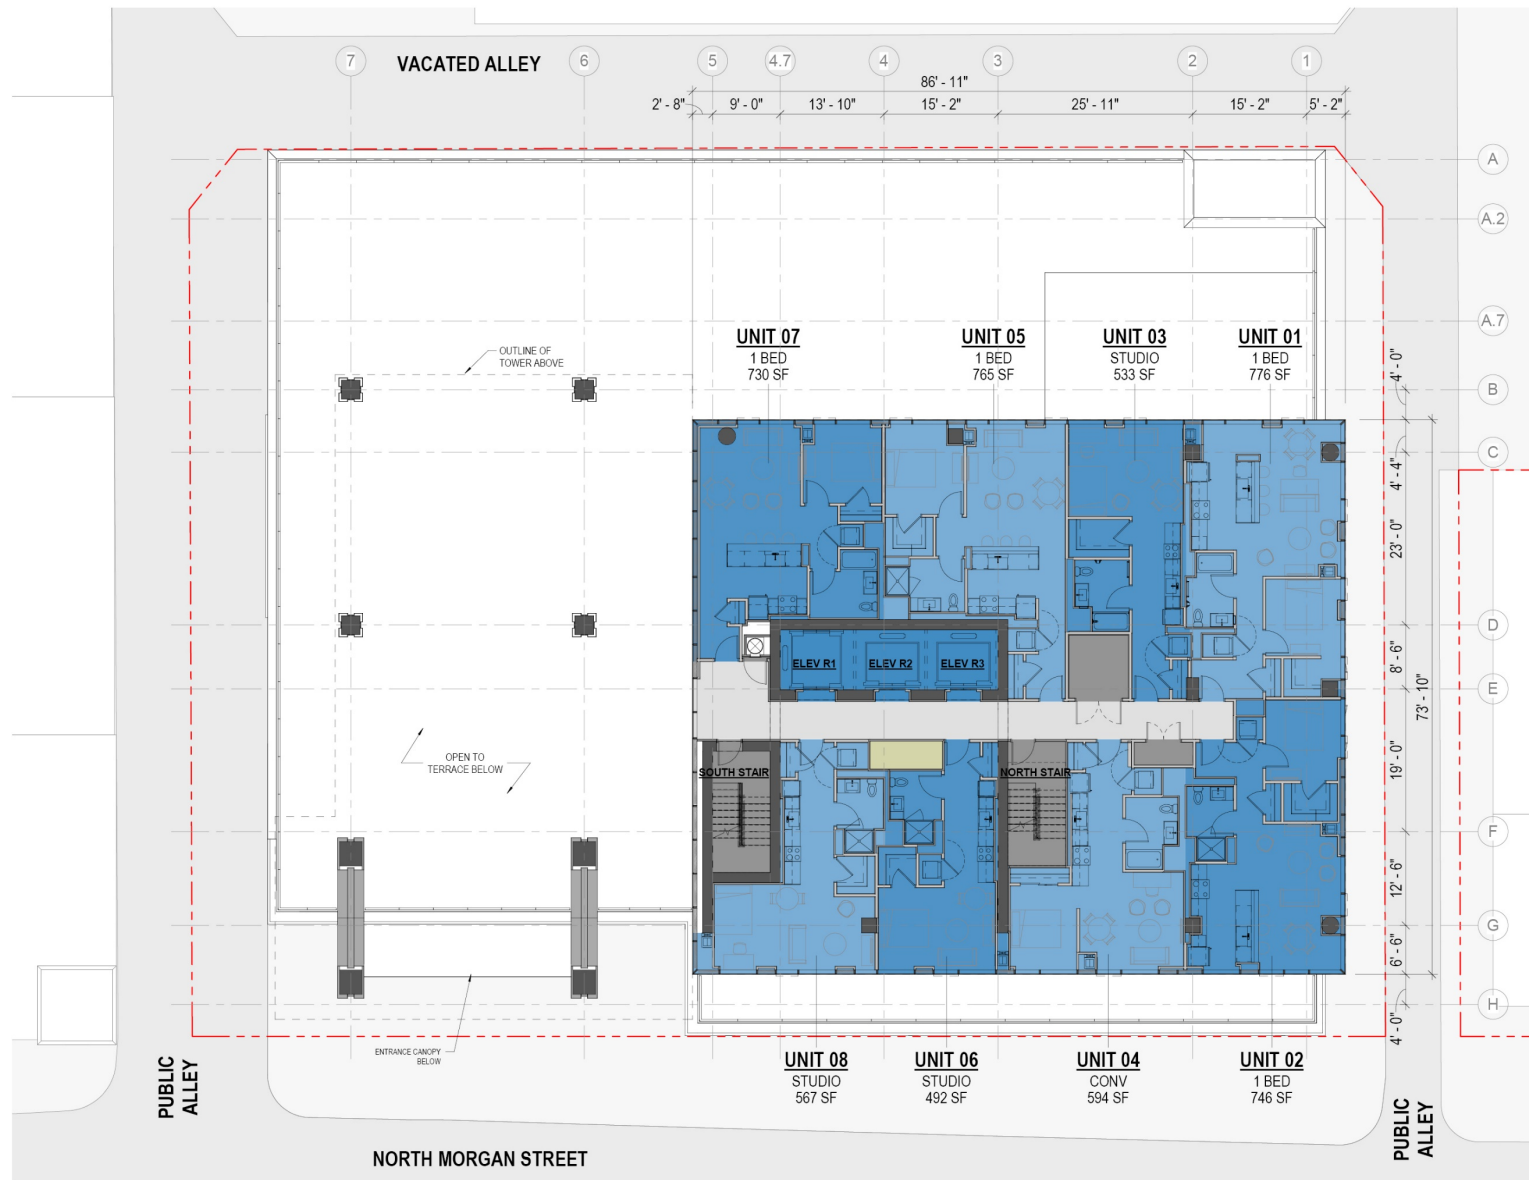 VACATED ALLEY
7
6
5
4.7
4
3
2
1
86' - 11"
2' - 8"
9' - 0"
13' - 10"
15' - 2"
25' - 11"
15' - 2"
5' - 2"
A
A.2
A.7
B
C
D
E
F
G
H
OUTLINE OF
TOWER ABOVE
UNIT 07
1 BED
730 SF
UNIT 05
1 BED
765 SF
UNIT 03
STUDIO
533 SF
UNIT 01
1 BED
776 SF
4' - 0"
4' - 4"
23' - 0"
8' - 6"
73' - 10"
19' - 0"
12' - 6"
6' - 6"
4' - 0"
ELEV R1
ELEV R2
ELEV R3
OPEN TO
TERRACE BELOW
SOUTH STAIR
NORTH STAIR
ENTRANCE CANOPY
BELOW
UNIT 08
STUDIO
567 SF
UNIT 06
STUDIO
492 SF
UNIT 04
CONV
594 SF
UNIT 02
1 BED
746 SF
PUBLIC
ALLEY
PUBLIC
ALLEY
NORTH MORGAN STREET